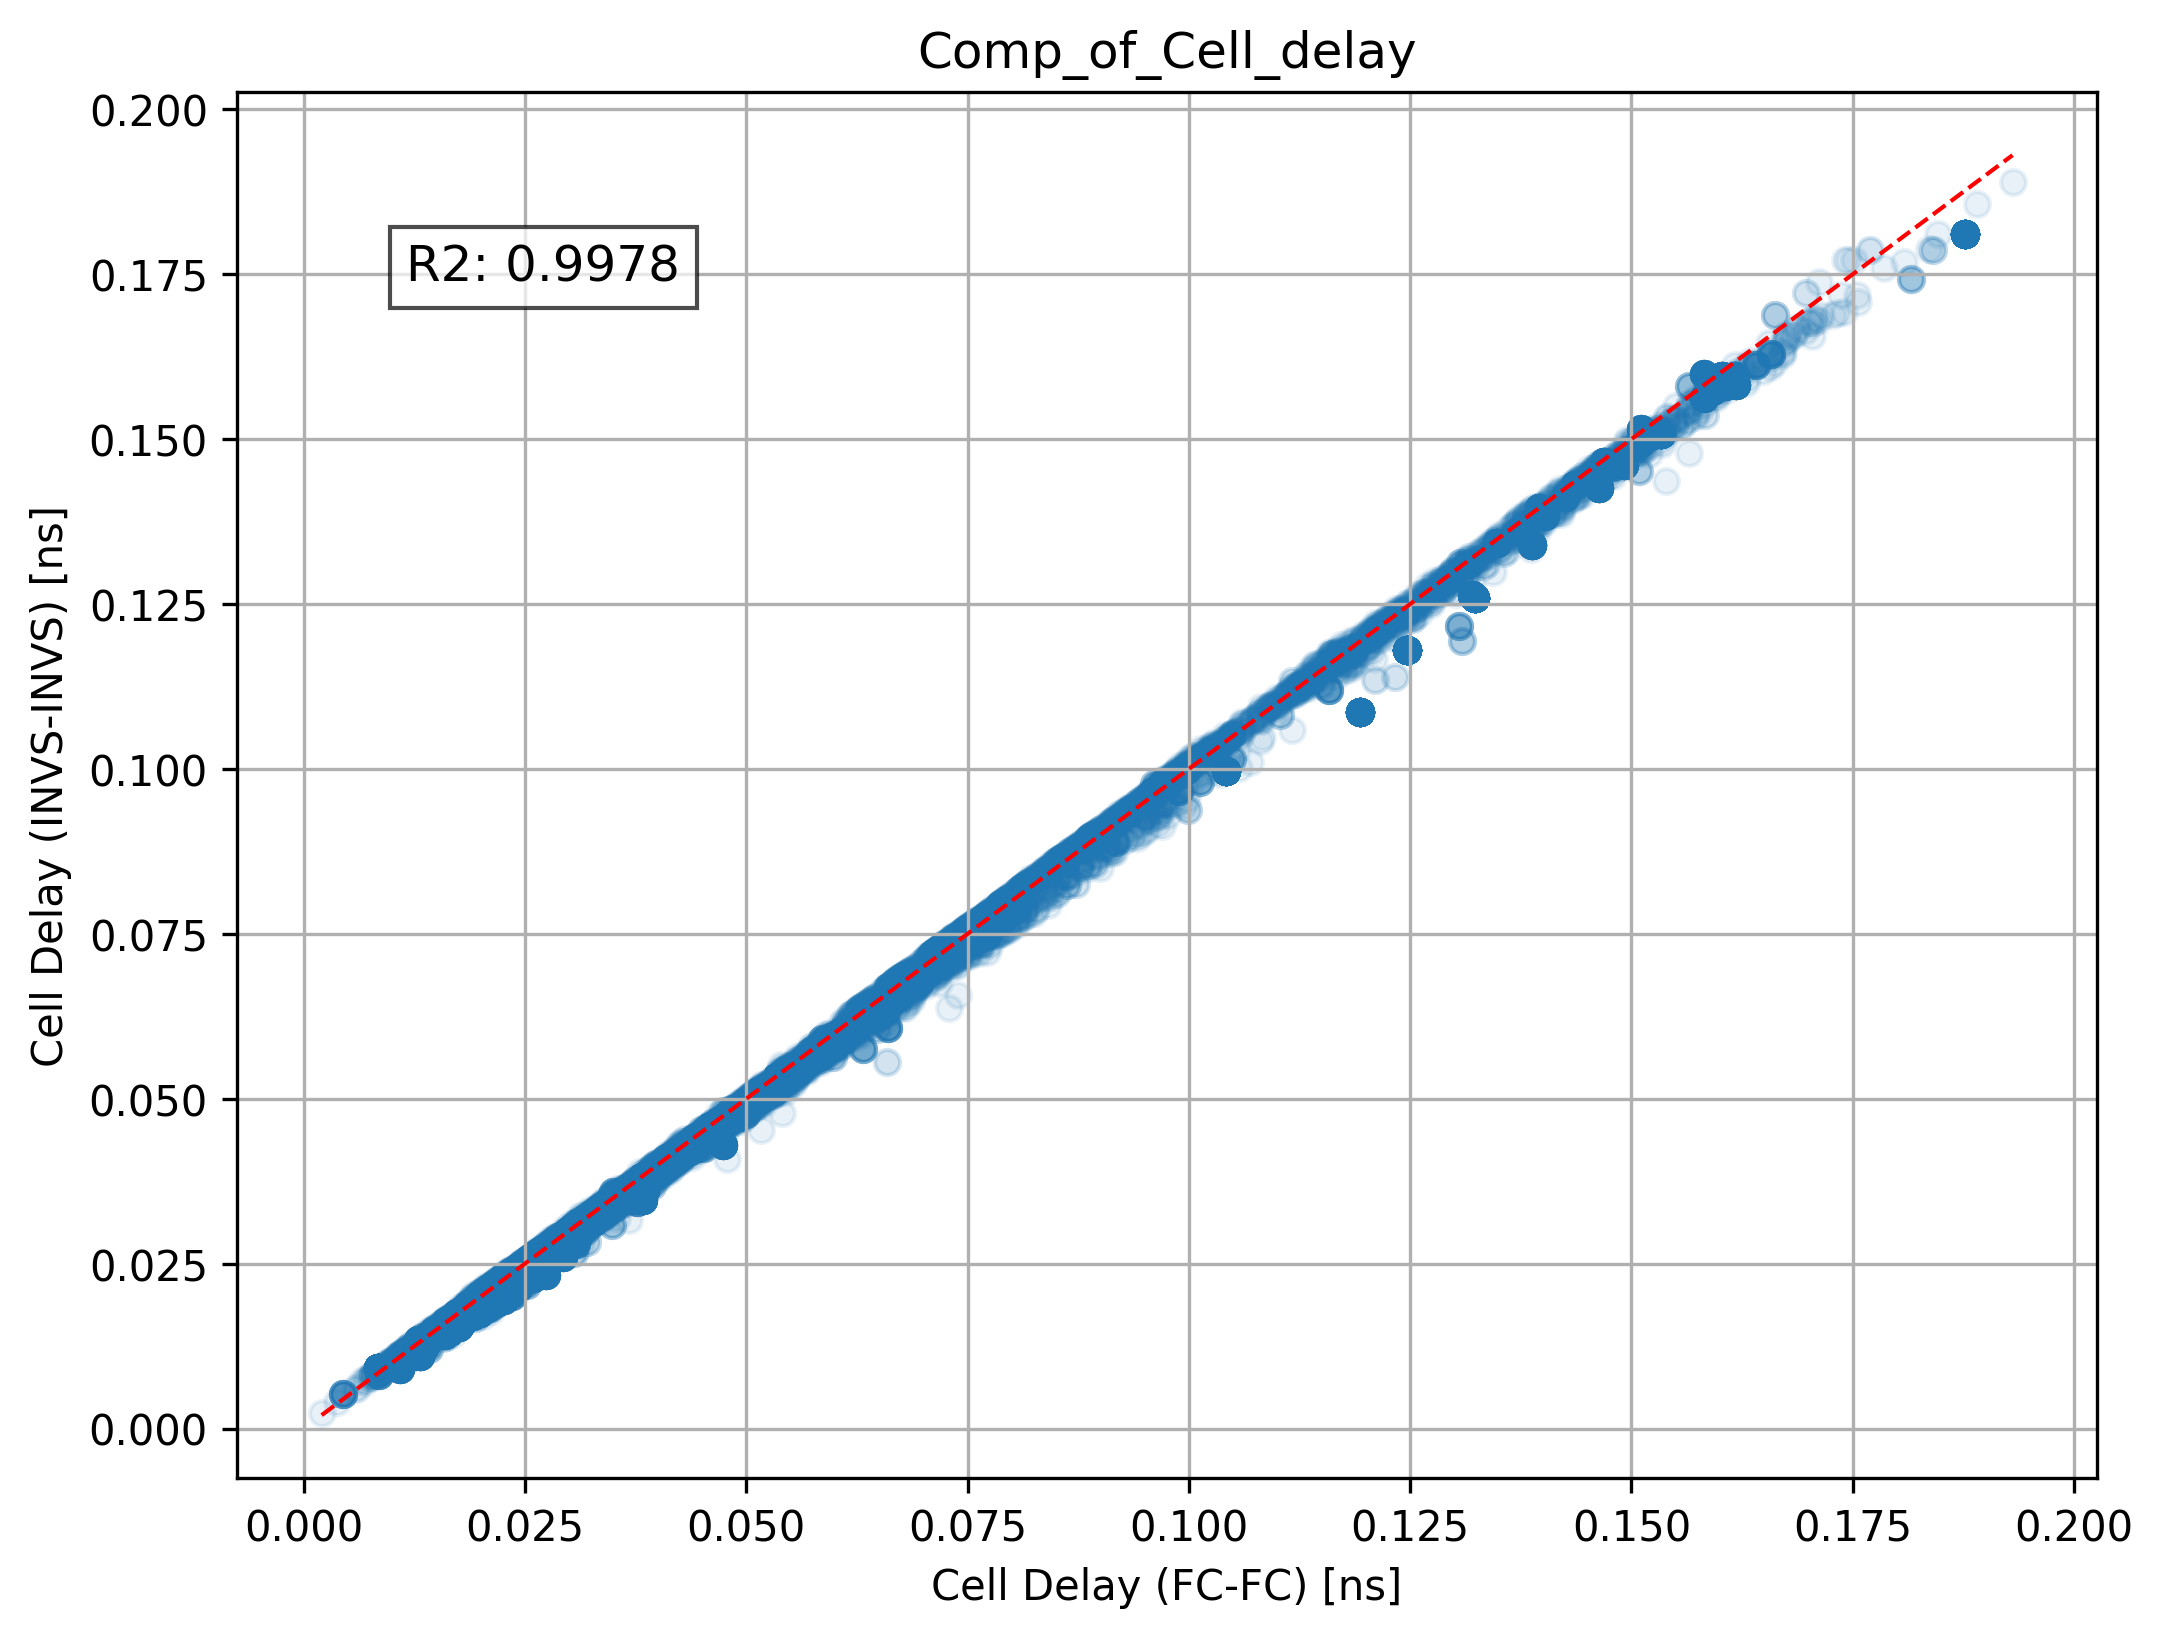 Comp_of_Cell_delay
R2: 0.9978
Cell Delay (INVS-INVS) [ns]
0.200
0.175
0.150
0.125
0.100
0.075
0.050
0.025
0.000
0.000 0.025 0.050 0.075 0.100 0.125 0.150 0.175 0.200
Cell Delay (FC-FC) [ns]